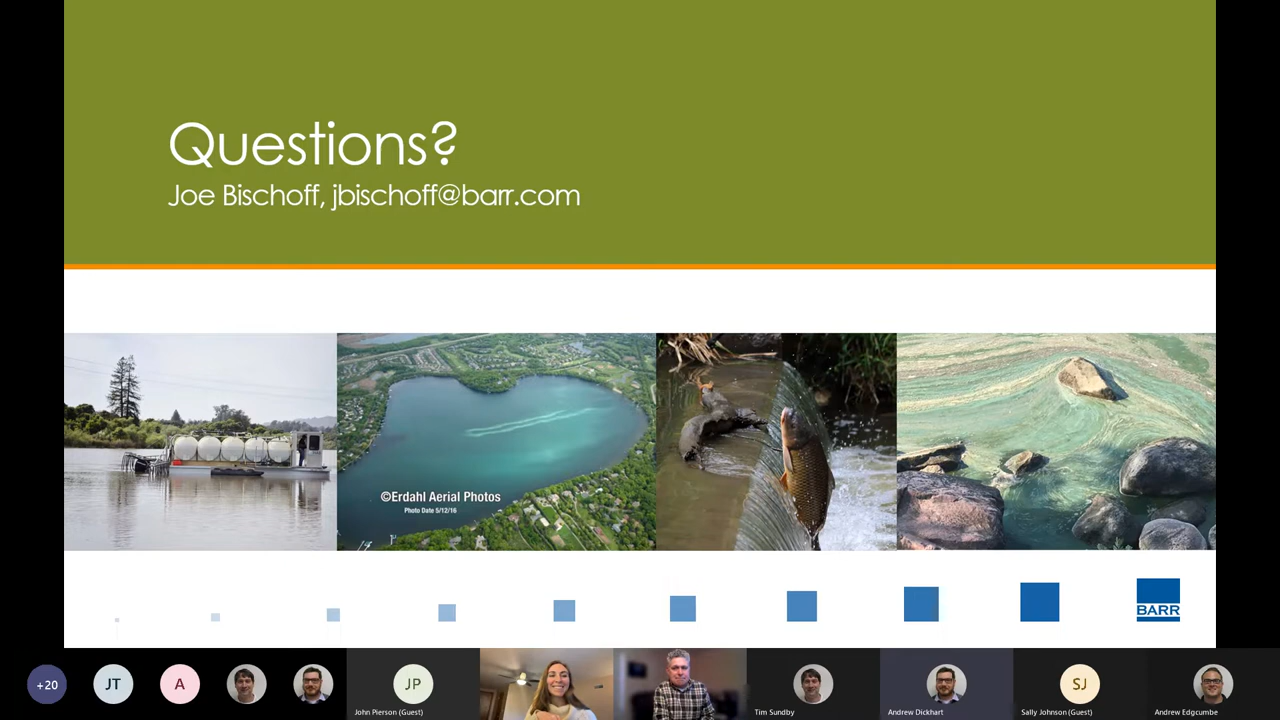 Questions?
Joe Bischoff, jbischoff@barr.com
©Erdahl Aerial Photos
Photo Date 5/12/16
BARR
+20
JT
A
JP
SJ
John Pierson (Guest)
Tim Sundby
Andrew Dickhart
Sally Johnson (Guest)
Andrew Edgcumbe